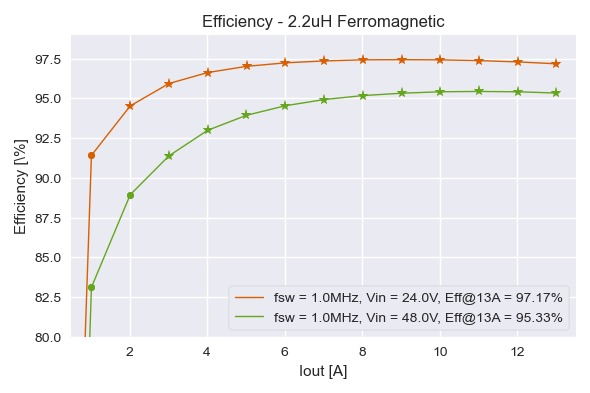 Efficiency - 2.2uH Ferromagnetic
Efficiency [\%]
97.5
95.0
92.5
90.0
87.5
85.0
82.5
80.0
fsw = 1.0MHz, Vin = 24.0V, Eff@13A = 97.17%
fsw = 1.0MHz, Vin = 48.0V, Eff@13A = 95.33%
2 4 6 8 10 12
Iout [A]